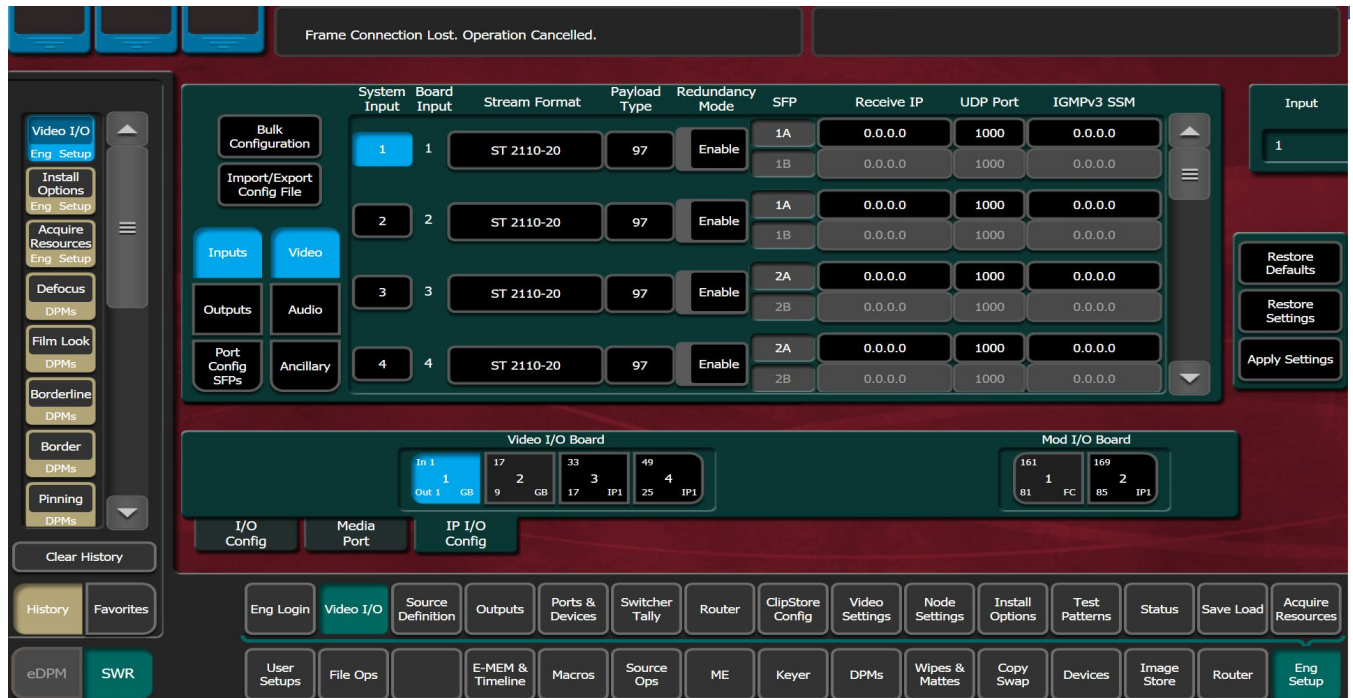 Frame Connection Lost. Operation Cancelled.
Video I/O
Eng Setup
Install
Options
Eng Setup
Acquire
Resources
Eng Setup
Defocus
DPMs
Film Look
DPMs
Borderline
DPMs
Border
DPMs
Pinning
DPMs
Clear History
History Favorites
eDPM SWR
Bulk
Configuration
Import/Export
Config File
Inputs Video
Outputs Audio
Port
Config
SFPs
Ancillary
System Board Payload Redundancy
Input Input Stream Format Type Mode SFP Receive IP UDP Port IGMPv3 SSM
1 1 ST 2110-20 97 Enable
1A 0.0.0.0 1000 0.0.0.0
1B 0.0.0.0 1000 0.0.0.0
2 2 ST 2110-20 97 Enable
1A 0.0.0.0 1000 0.0.0.0
1B 0.0.0.0 1000 0.0.0.0
3 3 ST 2110-20 97 Enable
2A 0.0.0.0 1000 0.0.0.0
2B 0.0.0.0 1000 0.0.0.0
4 4 ST 2110-20 97 Enable
2A 0.0.0.0 1000 0.0.0.0
2B 0.0.0.0 1000 0.0.0.0
Input
1
Restore
Defaults
Restore
Settings
Apply Settings
Video I/O Board
In 1 17 33 49
1 2 3 4
Out 1 GB 9 GB 17 IP1 25 IP1
Mod I/O Board
161 169
1 2
81 FC 85 IP1
I/O
Config
Media
Port
IP I/O
Config
Eng Login
Video I/O
Source
Definition
Outputs
Ports &
Devices
Switcher
Tally
Router
ClipStore
Config
Video
Settings
Node
Settings
Install
Options
Test
Patterns
Status
Save Load
Acquire
Resources
User
Setups
File Ops
E-MEM &
Timeline
Macros
Source
Ops
ME
Keyer
DPMs
Wipes &
Mattes
Copy
Swap
Devices
Image
Store
Router
Eng
Setup